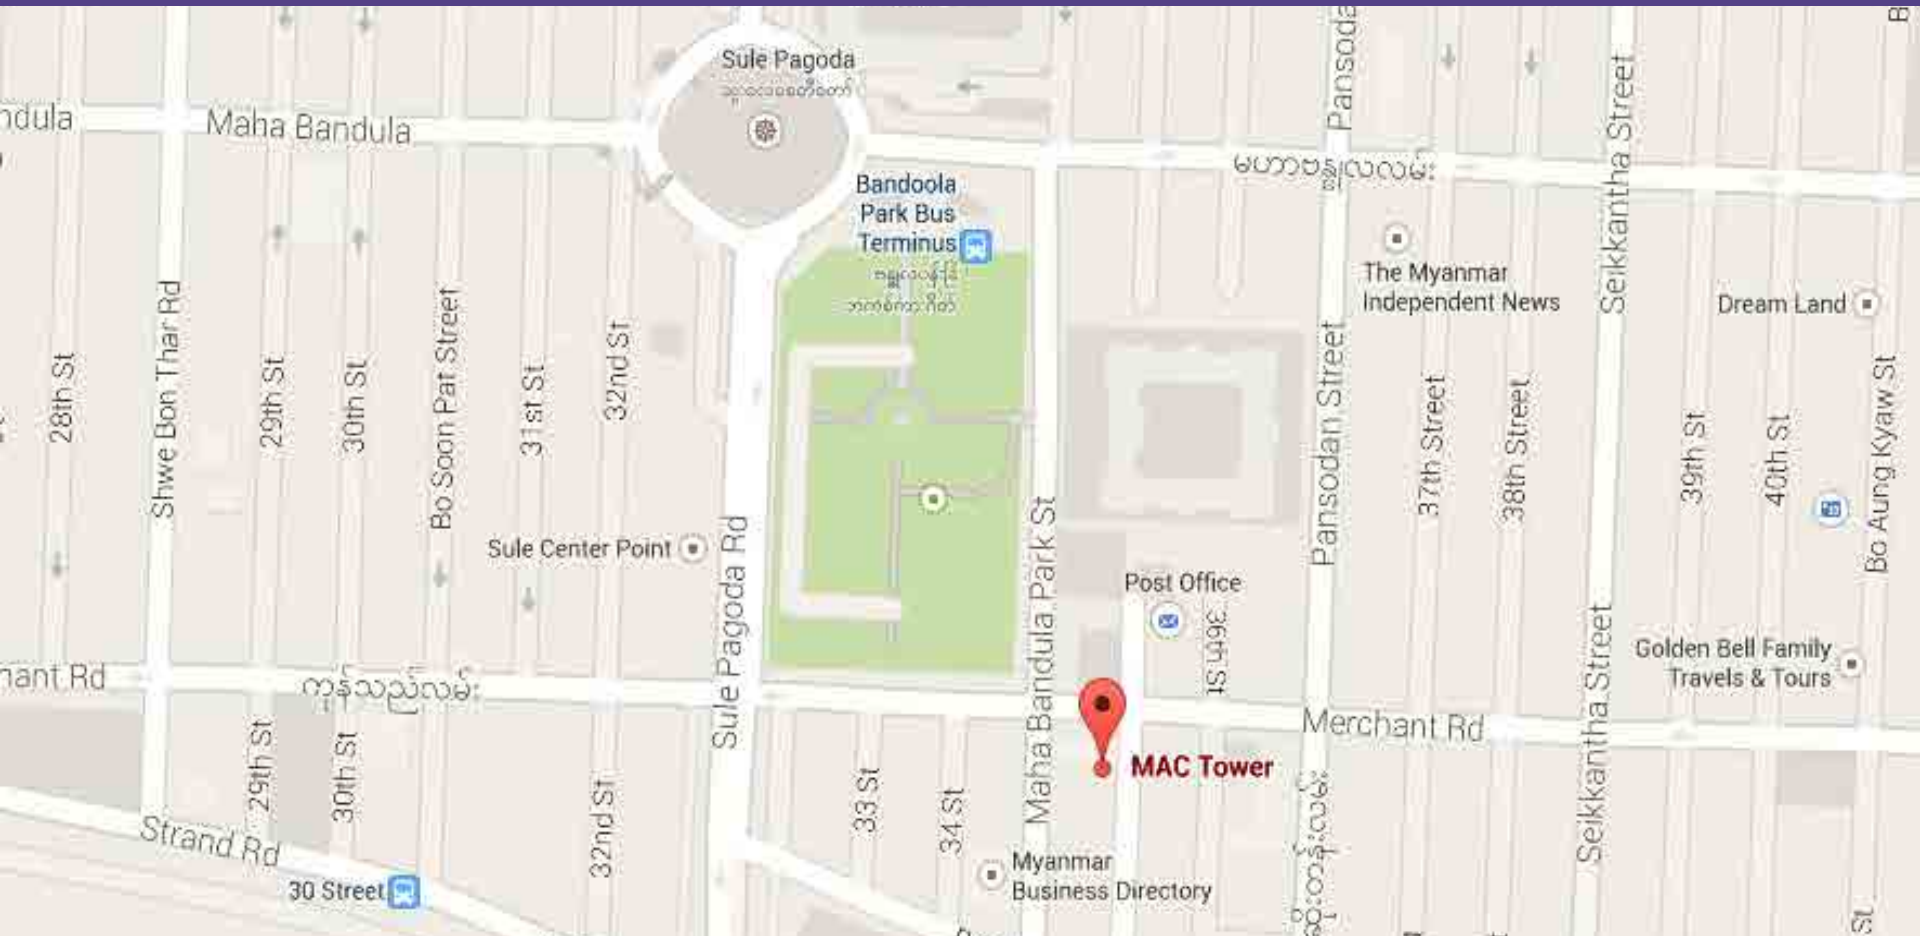 Sule Pagoda
ndula
Maha Bandula
Pansoda
Seikkantha Street
မဟာဗန္ဓုလလမ်း
Bandoola
Park Bus
Terminus
The Myanmar
Independent News
Dream Land
28th St
Shwe Bon Thar Rd
29th St
30th St
Bo Soon Pat Street
31st St
32nd St
Pansodan Street
37th Street
38th Street
39th St
40th St
Bo Aung Kyaw St
Sule Center Point
Sule Pagoda Rd
Maha Bandula Park St
Post Office
36th St
Golden Bell Family
Travels & Tours
hant Rd
ကုန်သည်လမ်း
Merchant Rd
Seikkantha Street
MAC Tower
29th St
30th St
32nd St
33 St
34 St
Strand Rd
30 Street
Myanmar
Business Directory
St